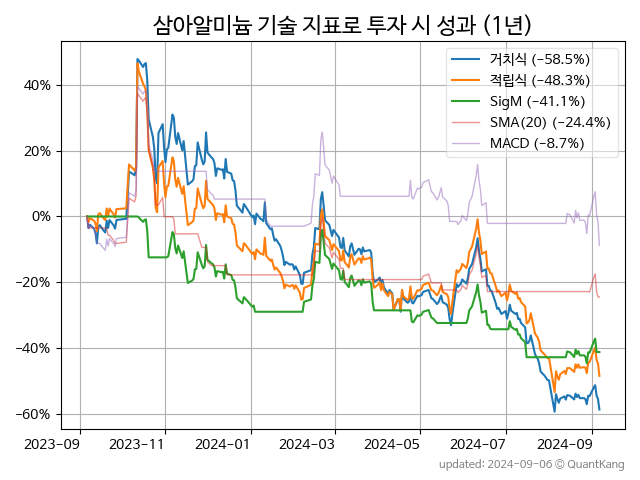 삼아알미늄 기술 지표로 투자 시 성과 (1년)
거치식 (−58.5%)
적립식 (−48.3%)
SigM (−41.1%)
SMA(20) (−24.4%)
MACD (−8.7%)
40%
20%
0%
−20%
−40%
−60%
2023-09 2023-11 2024-01 2024-03 2024-05 2024-07 2024-09
updated: 2024-09-06 © QuantKang